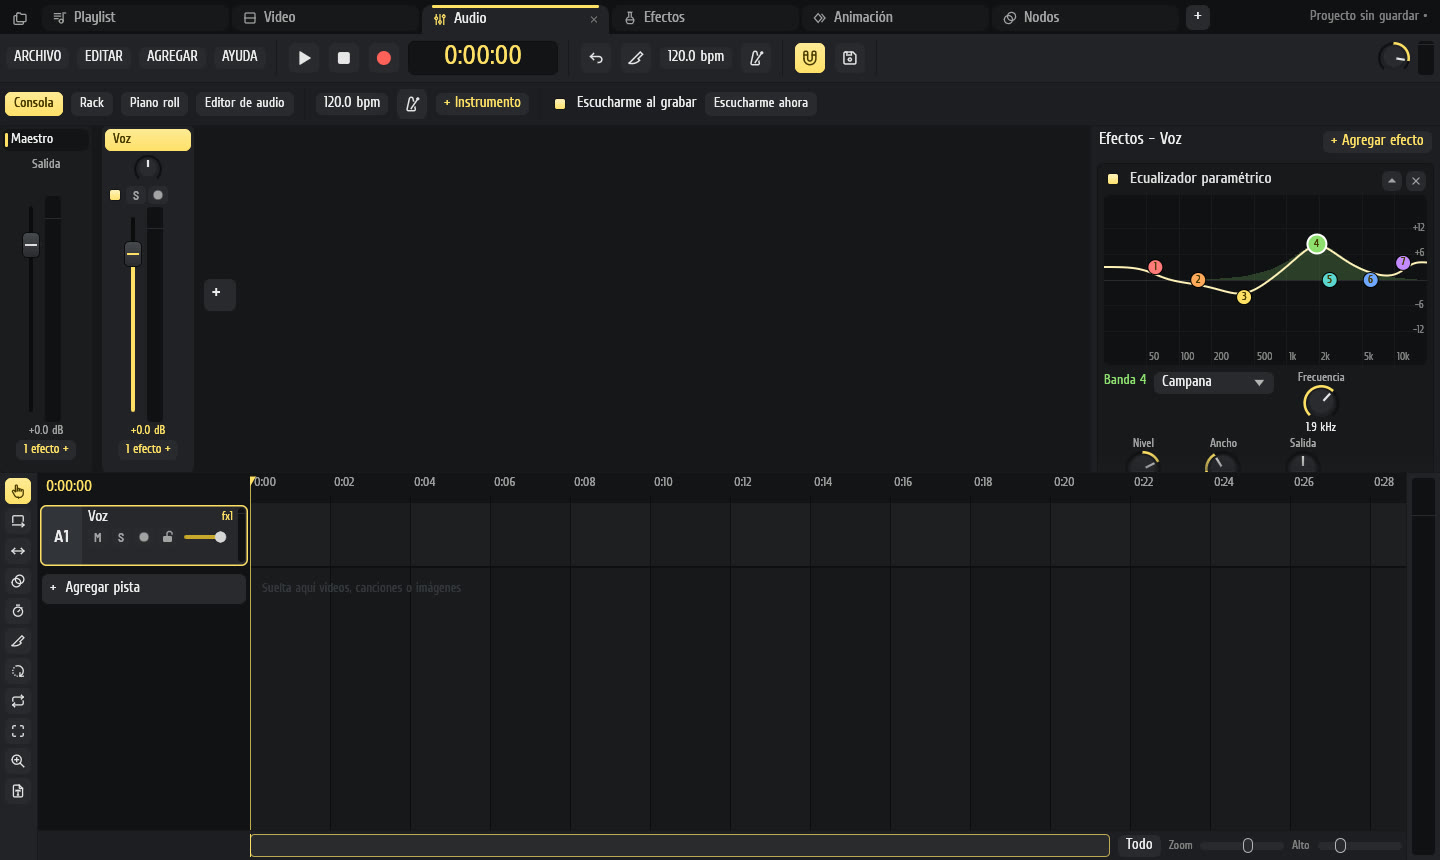 Playlist
Video
Audio
×
Efectos
Animación
Nodos
+
Proyecto sin guardar •
ARCHIVO
EDITAR
AGREGAR
AYUDA
0:00:00
120.0 bpm
Consola
Rack
Piano roll
Editor de audio
120.0 bpm
+ Instrumento
Escucharme al grabar
Escucharme ahora
Maestro
Salida
+0.0 dB
1 efecto +
Voz
S
+0.0 dB
1 efecto +
+
Efectos - Voz
+ Agregar efecto
Ecualizador paramétrico
+12
+6
-6
-12
1
2
3
4
5
6
7
50
100
200
500
1k
2k
5k
10k
Banda 4
Campana
Frecuencia
1.9 kHz
Nivel
Ancho
Salida
0:00:00
0:00
0:02
0:04
0:06
0:08
0:10
0:12
0:14
0:16
0:18
0:20
0:22
0:24
0:26
0:28
A1
Voz
fx1
M
S
+ Agregar pista
Suelta aquí videos, canciones o imágenes
Todo
Zoom
Alto